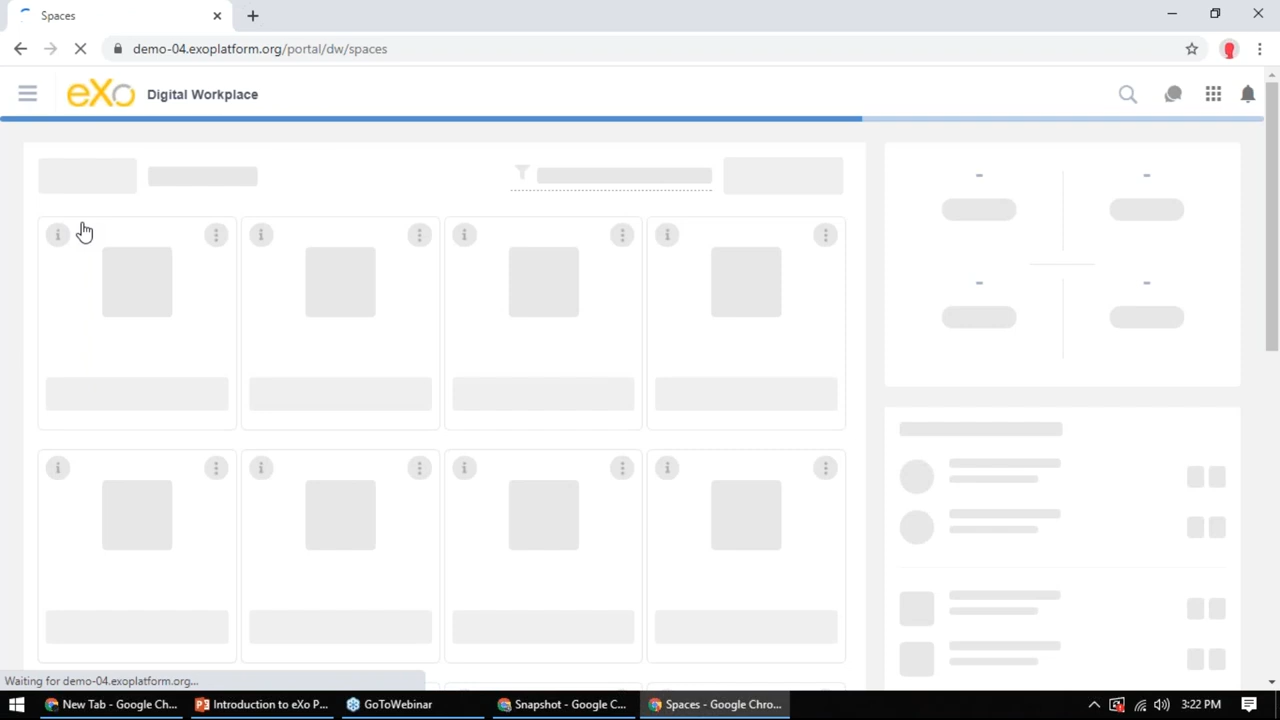 Spaces
demo-04.exoplatform.org/portal/dw/spaces
eXo Digital Workplace
Waiting for demo-04.exoplatform.org...
New Tab - Google Ch...
Introduction to eXo P...
GoToWebinar
Snapshot - Google C...
Spaces - Google Chro...
3:22 PM